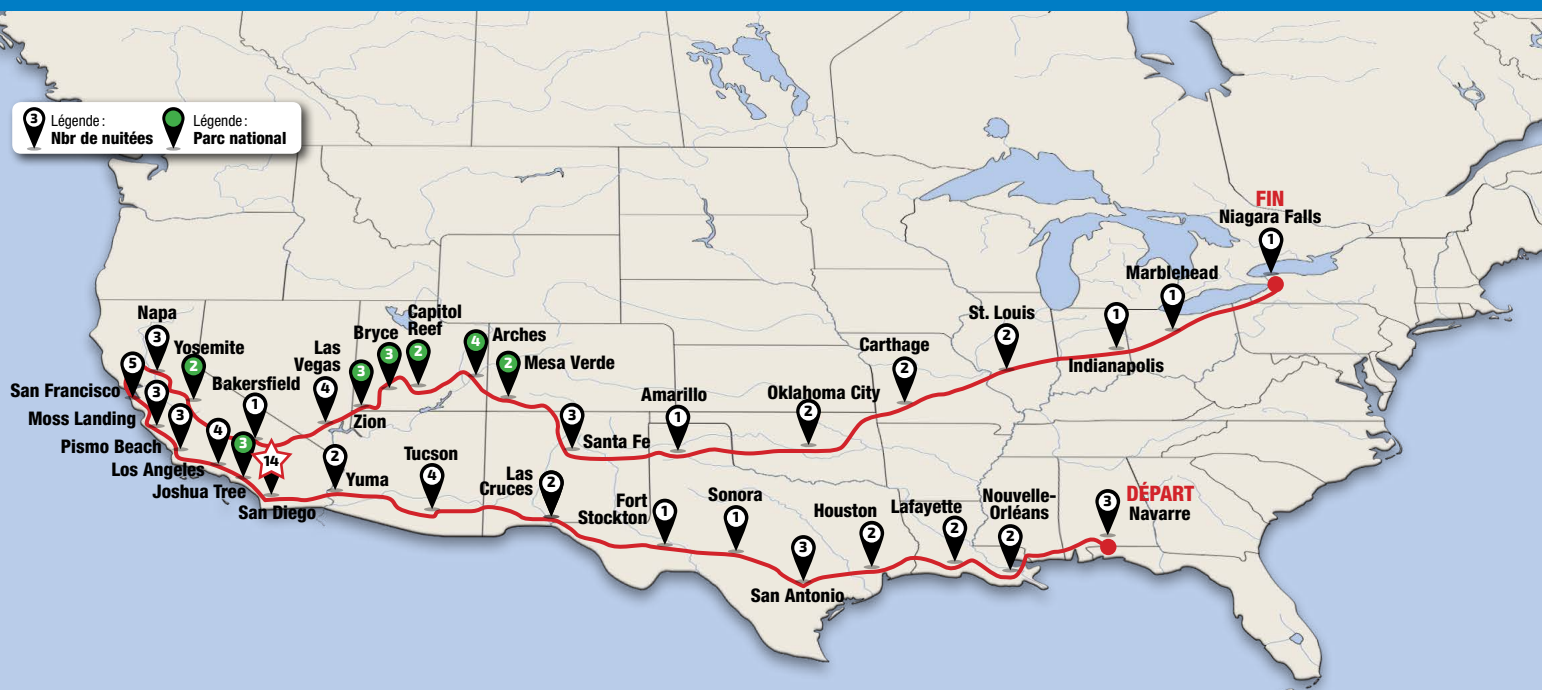 3
Légende :
Nbr de nuitées
Légende :
Parc national
FIN
Niagara Falls
1
Marblehead
1
1
Indianapolis
St. Louis
2
Carthage
2
Oklahoma City
2
Amarillo
1
Santa Fe
3
Mesa Verde
2
Arches
4
Capitol
Reef
2
Bryce
3
Zion
3
Las
Vegas
4
Bakersfield
1
Yosemite
2
Napa
3
San Francisco
5
Moss Landing
3
Pismo Beach
3
Los Angeles
4
Joshua Tree
3
San Diego
14
Yuma
2
Tucson
4
Las
Cruces
2
Fort
Stockton
1
Sonora
1
San Antonio
3
Houston
2
Lafayette
2
Nouvelle-
Orléans
2
DÉPART
Navarre
3